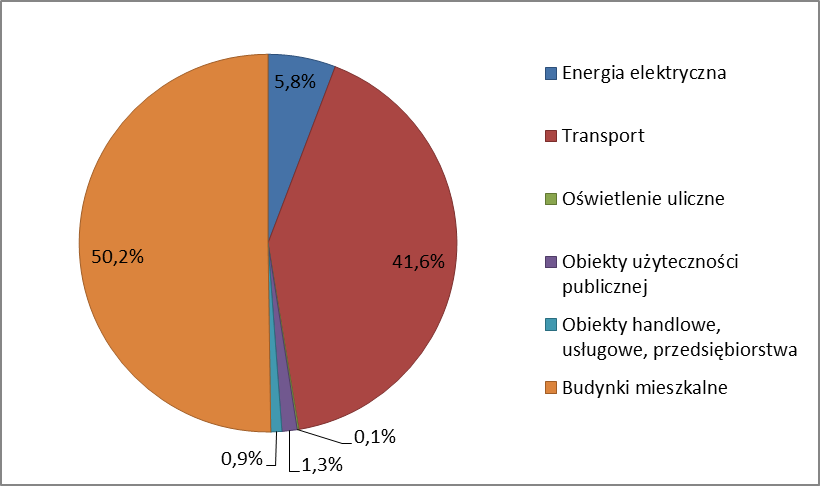 5,8%
41,6%
0,1%
1,3%
0,9%
50,2%
Energia elektryczna
Transport
Oświetlenie uliczne
Obiekty użyteczności
publicznej
Obiekty handlowe,
usługowe, przedsiębiorstwa
Budynki mieszkalne